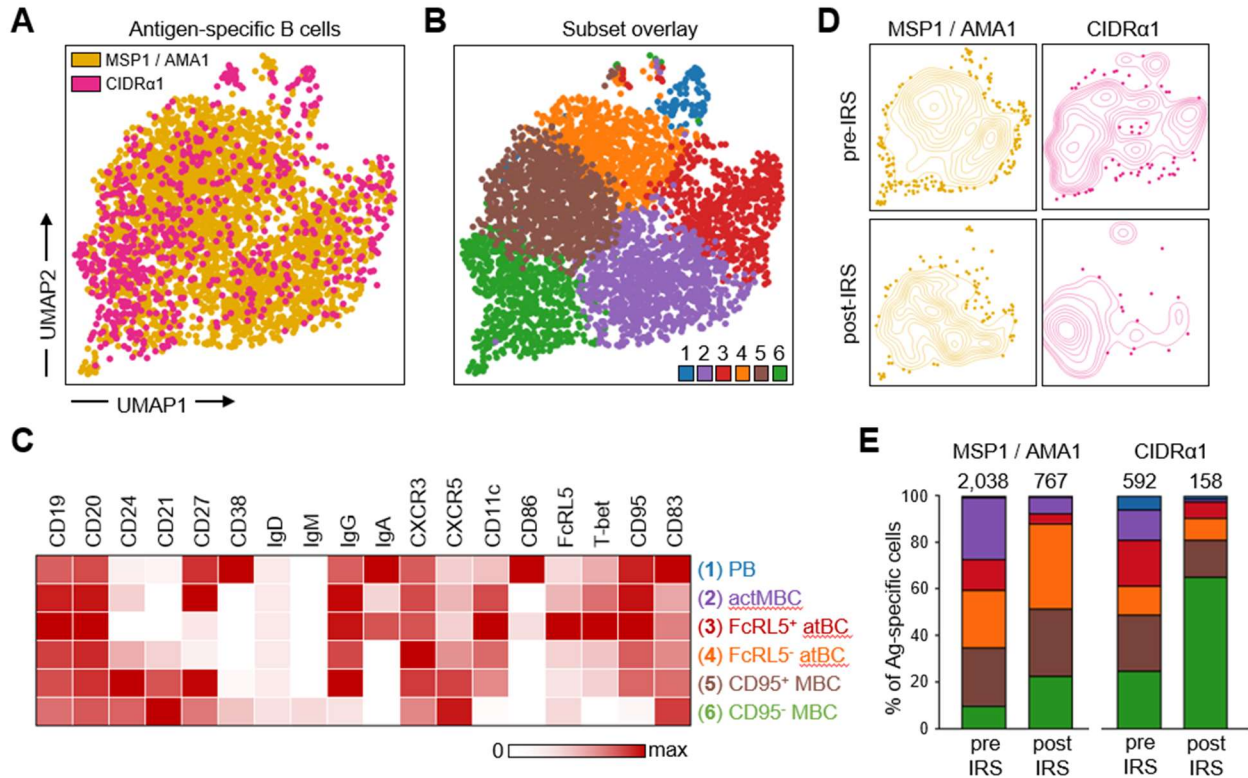 A
Antigen-specific B cells
MSP1 / AMA1
CIDRα1
UMAP2
UMAP1
B
Subset overlay
1 2 3 4 5 6
C
CD19 CD20 CD24 CD21 CD27 CD38 IgD IgM IgG IgA CXCR3 CXCR5 CD11c CD86 FcRL5 T-bet CD95 CD83
(1) PB
(2) actMBC
(3) FcRL5⁺ atBC
(4) FcRL5⁻ atBC
(5) CD95⁺ MBC
(6) CD95⁻ MBC
0 max
D
MSP1 / AMA1 CIDRα1
pre-IRS
post-IRS
E
MSP1 / AMA1 CIDRα1
2,038 767 592 158
% of Ag-specific cells
100
80
60
40
20
0
pre post pre post
IRS IRS IRS IRS